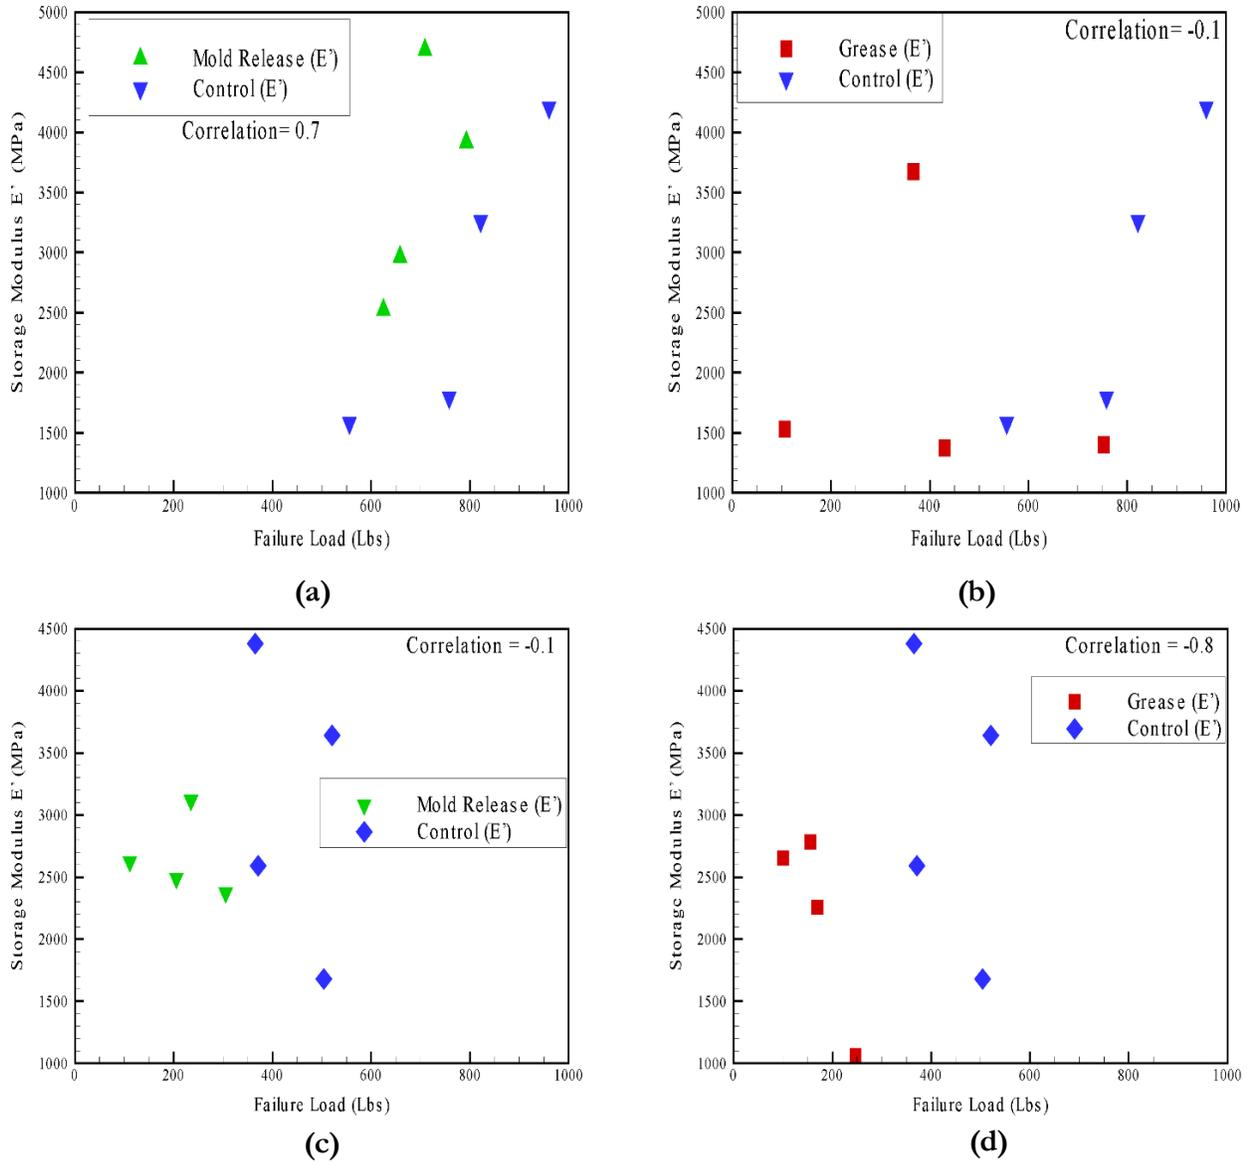 5000
4500
4000
3500
3000
2500
2000
1500
1000
Storage Modulus E' (MPa)
Mold Release (E')
Control (E')
Correlation= 0.7
0 200 400 600 800 1000
Failure Load (Lbs)
(a)
5000
4500
4000
3500
3000
2500
2000
1500
1000
Storage Modulus E' (MPa)
Grease (E')
Control (E')
Correlation= -0.1
0 200 400 600 800 1000
Failure Load (Lbs)
(b)
4500
4000
3500
3000
2500
2000
1500
1000
Storage Modulus E' (MPa)
Correlation = -0.1
Mold Release (E')
Control (E')
0 200 400 600 800 1000
Failure Load (Lbs)
(c)
4500
4000
3500
3000
2500
2000
1500
1000
Storage Modulus E' (MPa)
Correlation = -0.8
Grease (E')
Control (E')
0 200 400 600 800 1000
Failure Load (Lbs)
(d)